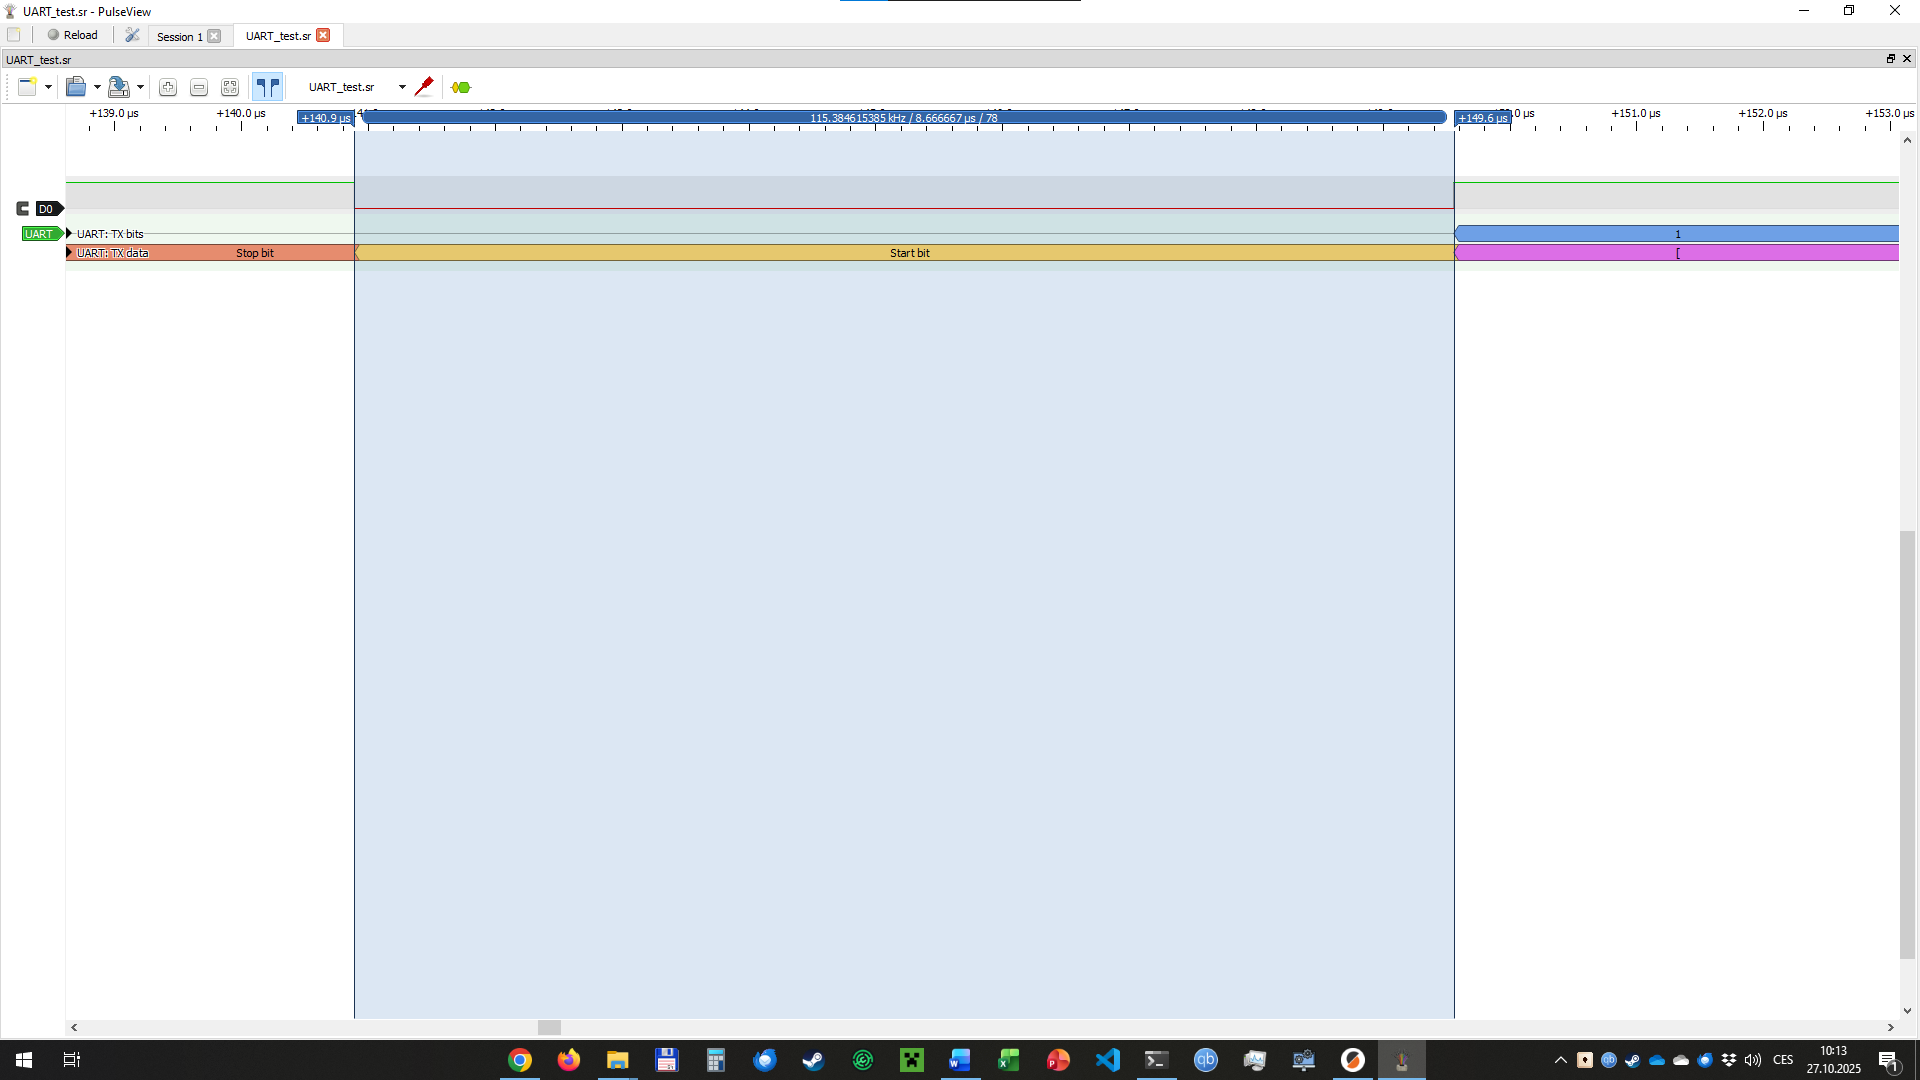 UART_test.sr - PulseView
Reload
Session 1
UART_test.sr
UART_test.sr
UART_test.sr
+139.0 µs
+140.0 µs
+140.9 µs
115.384615385 kHz / 8.666667 µs / 78
+149.6 µs
+151.0 µs
+152.0 µs
+153.0 µs
D0
UART
UART: TX bits
1
UART: TX data
Stop bit
Start bit
[
CES
10:13
27.10.2025
1